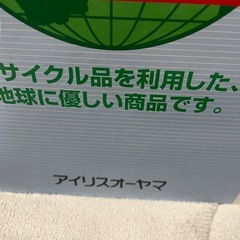 サイクル品を利用した、
地球に優しい商品です。
アイリスオーヤマ